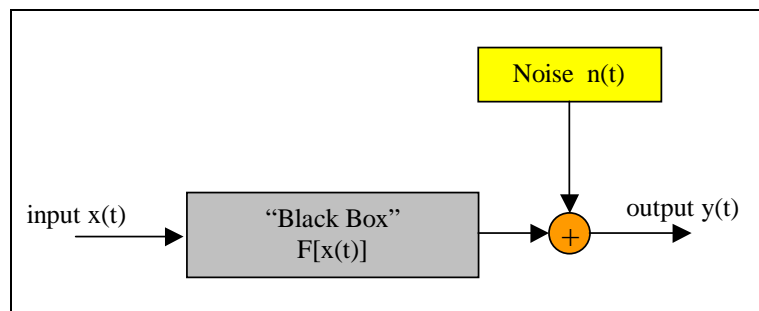 Noise n(t)
input x(t)
“Black Box”
F[x(t)]
+
output y(t)